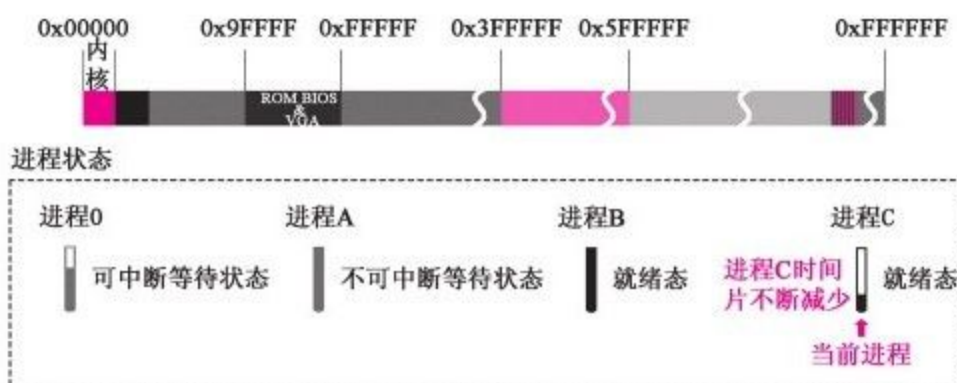 0x00000 0x9FFFF 0xFFFFF 0x3FFFFF 0x5FFFFF 0xFFFFFF
内
核
ROM BIOS
&
VGA
进程状态
进程0 进程A 进程B 进程C
可中断等待状态 不可中断等待状态 就绪态 进程C时间
片不断减少 就绪态
当前进程